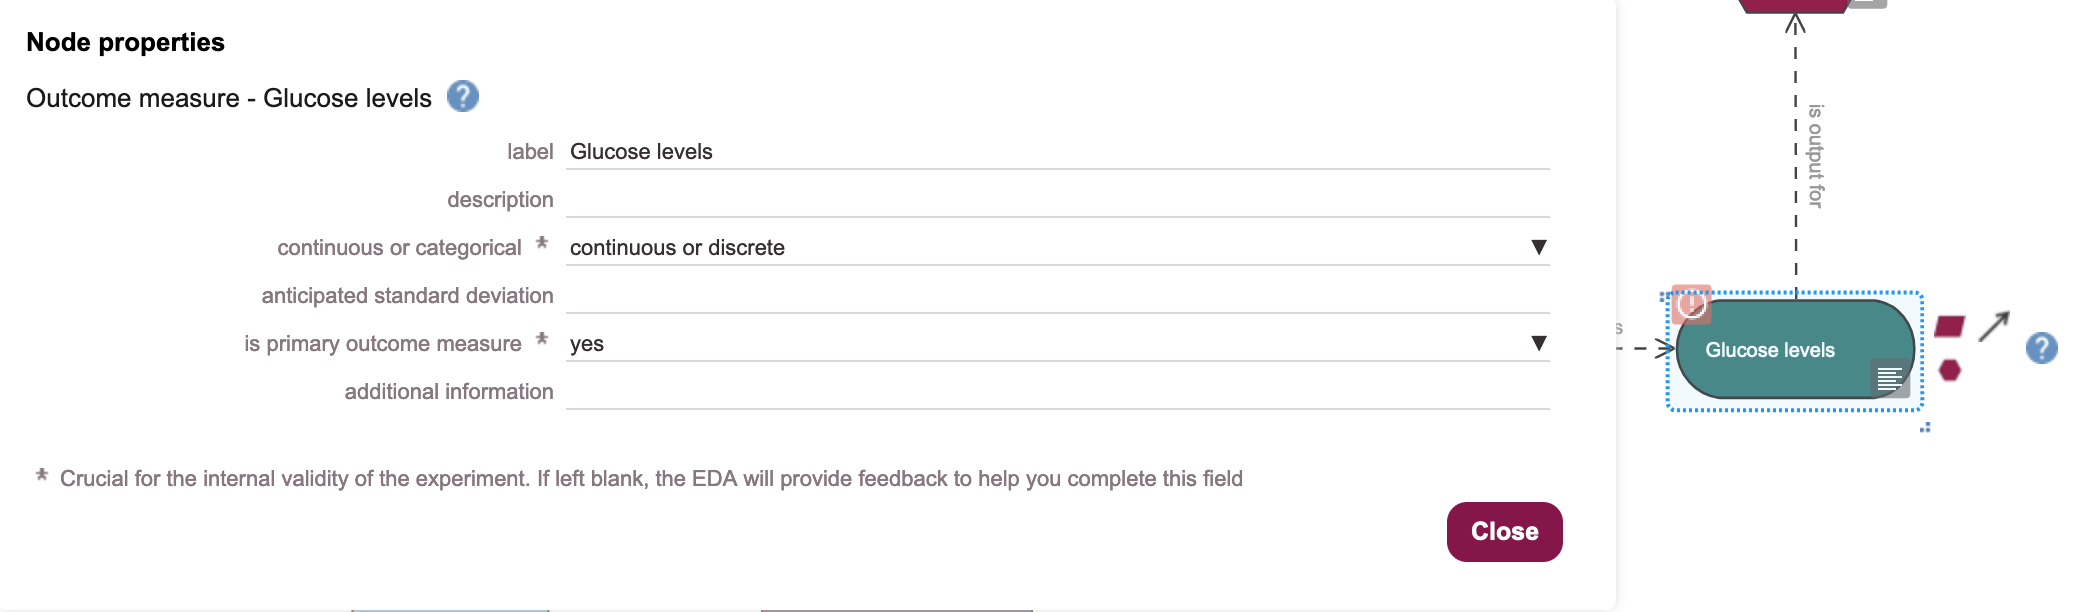 Node properties
Outcome measure - Glucose levels ?
label Glucose levels
description
continuous or categorical * continuous or discrete ▼
anticipated standard deviation
is primary outcome measure * yes ▼
additional information
* Crucial for the internal validity of the experiment. If left blank, the EDA will provide feedback to help you complete this field
Close
is output for
s
Glucose levels
?